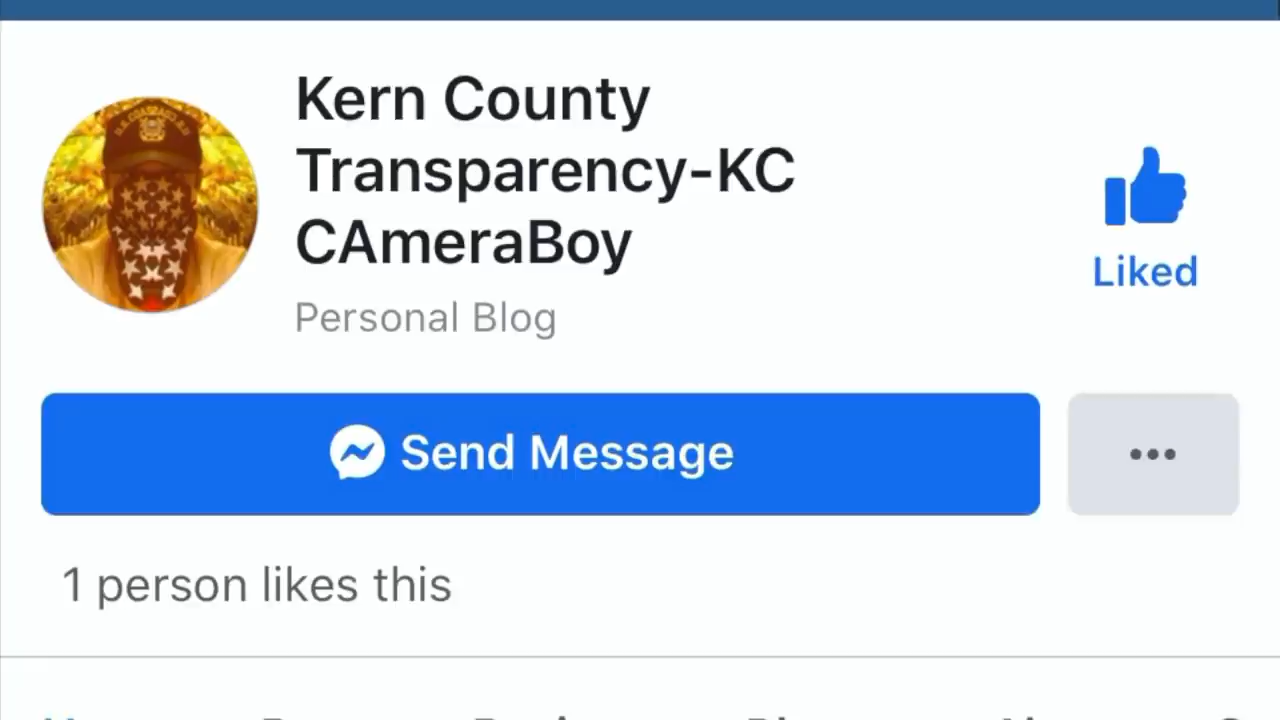 Kern County
Transparency-KC
CAmeraBoy
Personal Blog
Liked
Send Message
1 person likes this